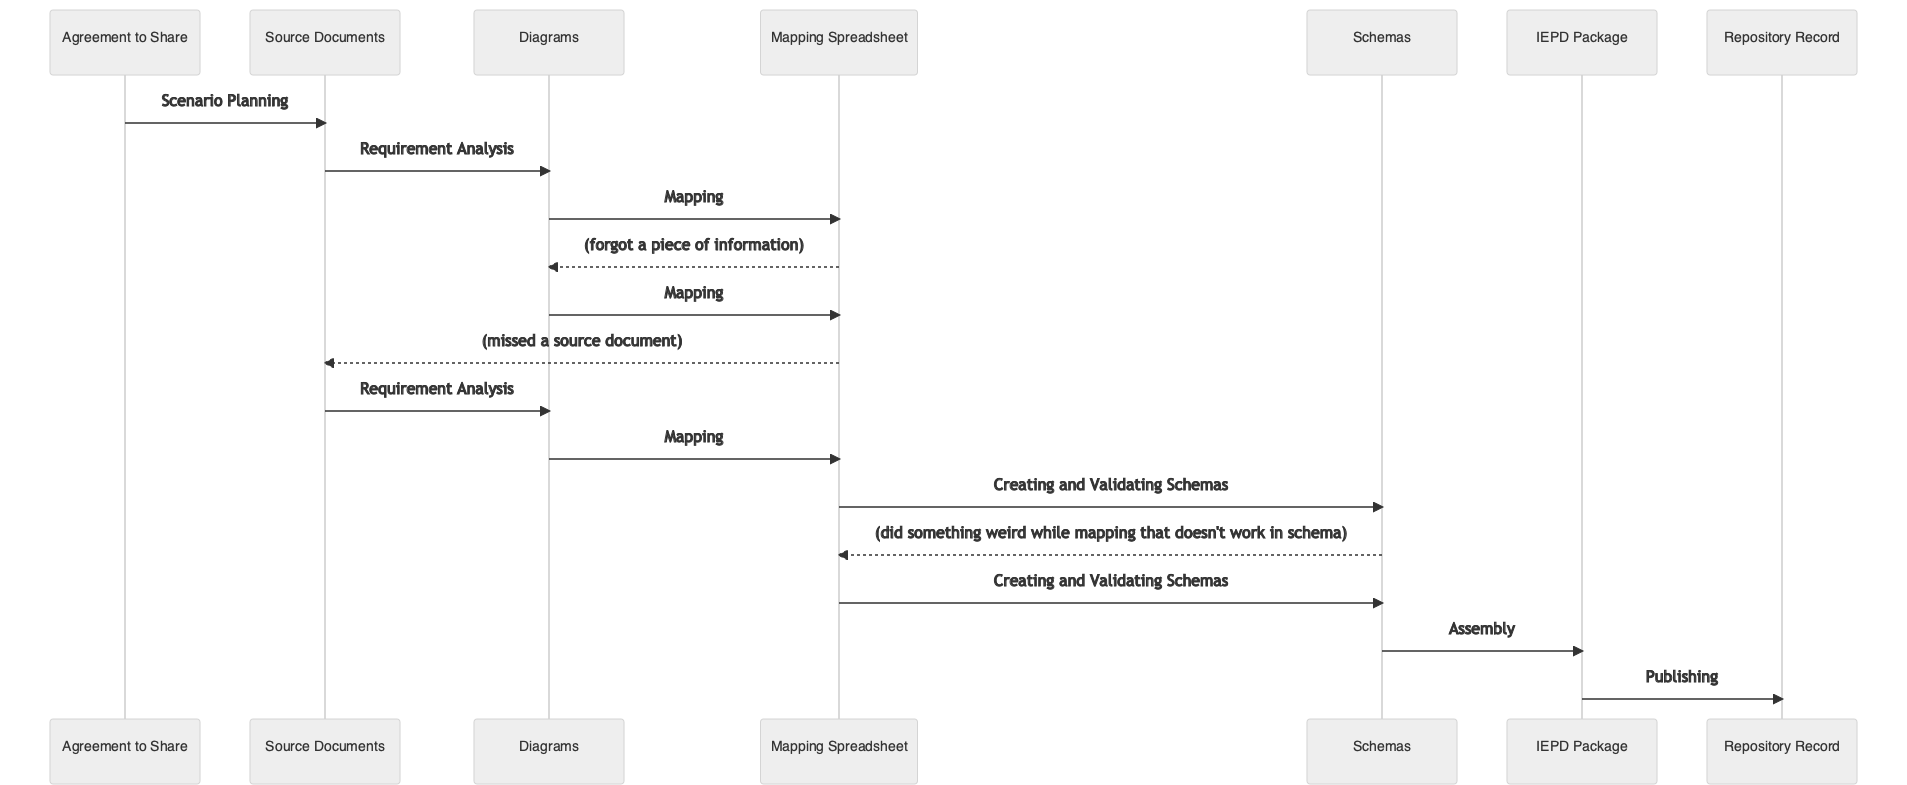 Agreement to Share
Source Documents
Diagrams
Mapping Spreadsheet
Schemas
IEPD Package
Repository Record
Scenario Planning
Requirement Analysis
Mapping
(forgot a piece of information)
Mapping
(missed a source document)
Requirement Analysis
Mapping
Creating and Validating Schemas
(did something weird while mapping that doesn't work in schema)
Creating and Validating Schemas
Assembly
Publishing
Agreement to Share
Source Documents
Diagrams
Mapping Spreadsheet
Schemas
IEPD Package
Repository Record